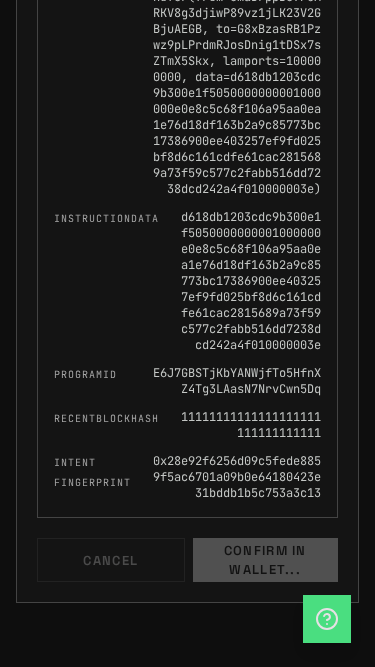 RKV8g3djiwP89vz1jLK23V2G
BjuAEGB, to=G8xBzasRB1Pz
wz9pLPrdmRJosDnig1tDSx7s
ZTmX5Skx, lamports=10000
0000, data=d618db1203cdc
9b300e1f5050000000001000
000e0e8c5c68f106a95aa0ea
1e76d18df163b2a9c85773bc
17386900ee403257ef9fd025
bf8d6c161cdfe61cac281568
9a73f59c577c2fabb516dd72
38dcd242a4f010000003e)
INSTRUCTIONDATA d618db1203cdc9b300e1
f5050000000001000000
e0e8c5c68f106a95aa0e
a1e76d18df163b2a9c85
773bc17386900ee40325
7ef9fd025bf8d6c161cd
fe61cac2815689a73f59
c577c2fabb516dd7238d
cd242a4f010000003e
PROGRAMID E6J7GBSTjKbYANWjfTo5HfnX
Z4Tg3LAasN7NrvCwn5Dq
RECENTBLOCKHASH 11111111111111111111
111111111111
INTENT FINGERPRINT 0x28e92f6256d09c5fede885
9f5ac6701a09b0e64180423e
31bddb1b5c753a3c13
CANCEL
CONFIRM IN
WALLET...